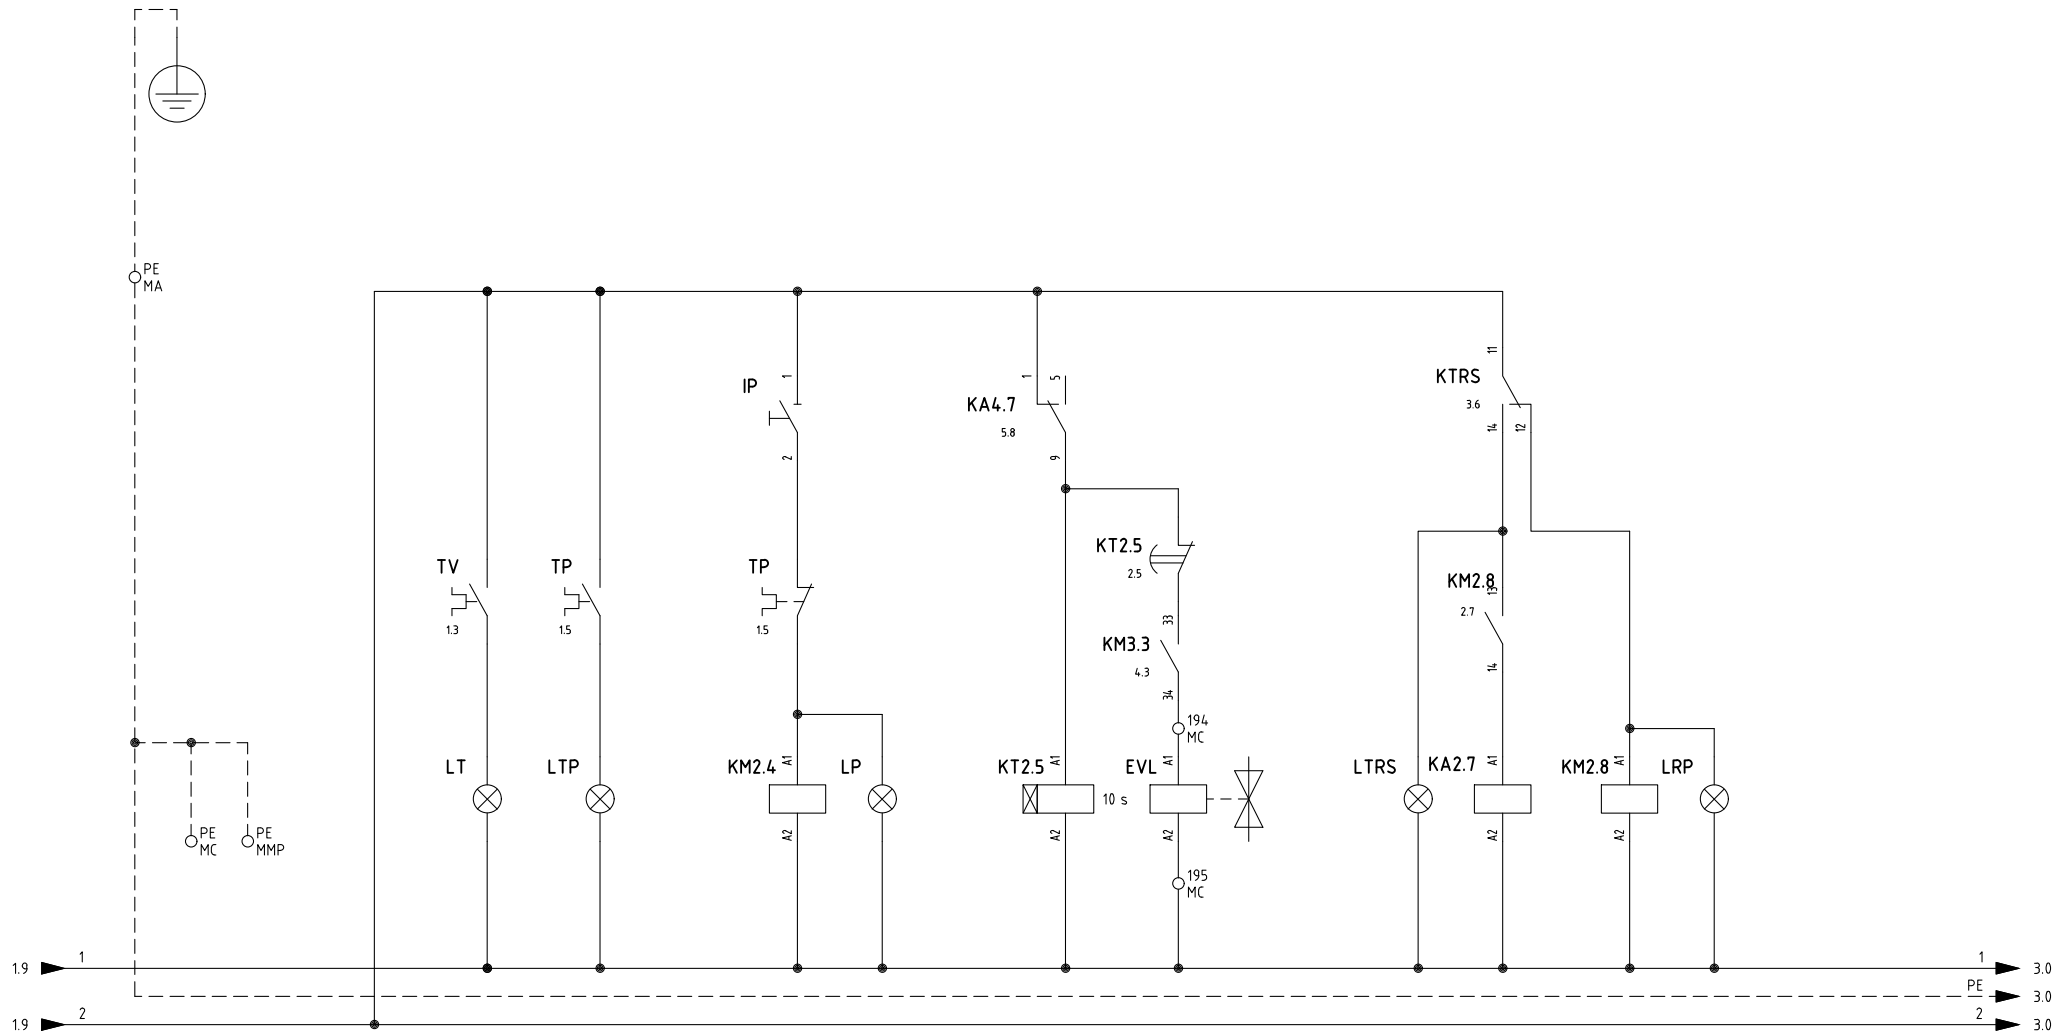 PE
MA
11
IP
1
1
5
KTRS
KA4.7
3.6
5.8
14
12
2
9
KT2.5
2.5
TV
TP
TP
KM2.8
13
2.7
1.3
1.5
1.5
33
KM3.3
4.3
14
34
194
MC
LT
LTP
KM2.4
A1
LP
KT2.5
A1
EVL
A1
LTRS
KA2.7
A1
KM2.8
A1
LRP
10 s
PE
MC
PE
MMP
A2
A2
A2
A2
A2
195
MC
1
1
1.9
3.0
PE
3.0
2
2
1.9
3.0